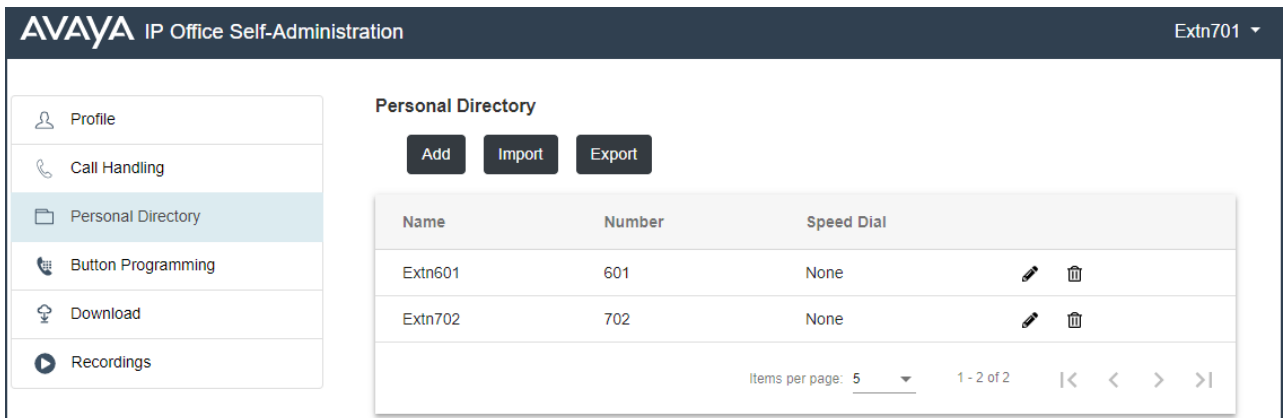 AVAYA IP Office Self-Administration
Extn701
Profile
Call Handling
Personal Directory
Button Programming
Download
Recordings
Personal Directory
Add Import Export
Name Number Speed Dial
Extn601 601 None
Extn702 702 None
Items per page: 5 1 - 2 of 2